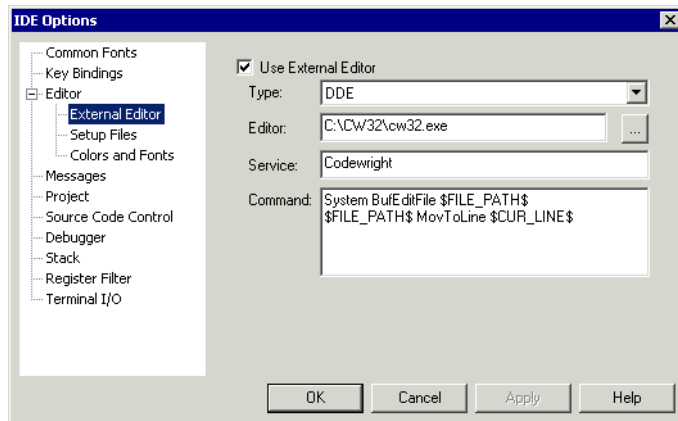 IDE Options
Common Fonts
Key Bindings
Editor
External Editor
Setup Files
Colors and Fonts
Messages
Project
Source Code Control
Debugger
Stack
Register Filter
Terminal I/O
Use External Editor
Type: DDE
Editor: C:\CW32\cw32.exe ...
Service: Codewright
Command: System BufEditFile $FILE_PATH$
$FILE_PATH$ MovToLine $CUR_LINE$
OK Cancel Apply Help